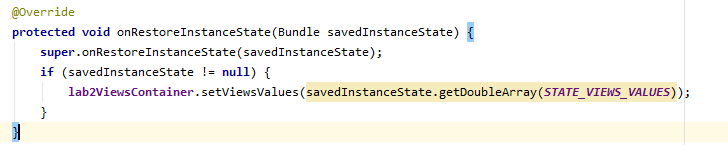 @Override
protected void onRestoreInstanceState(Bundle savedInstanceState) {
    super.onRestoreInstanceState(savedInstanceState);
    if (savedInstanceState != null) {
        lab2ViewsContainer.setViewsValues(savedInstanceState.getDoubleArray(STATE_VIEWS_VALUES));
    }
}